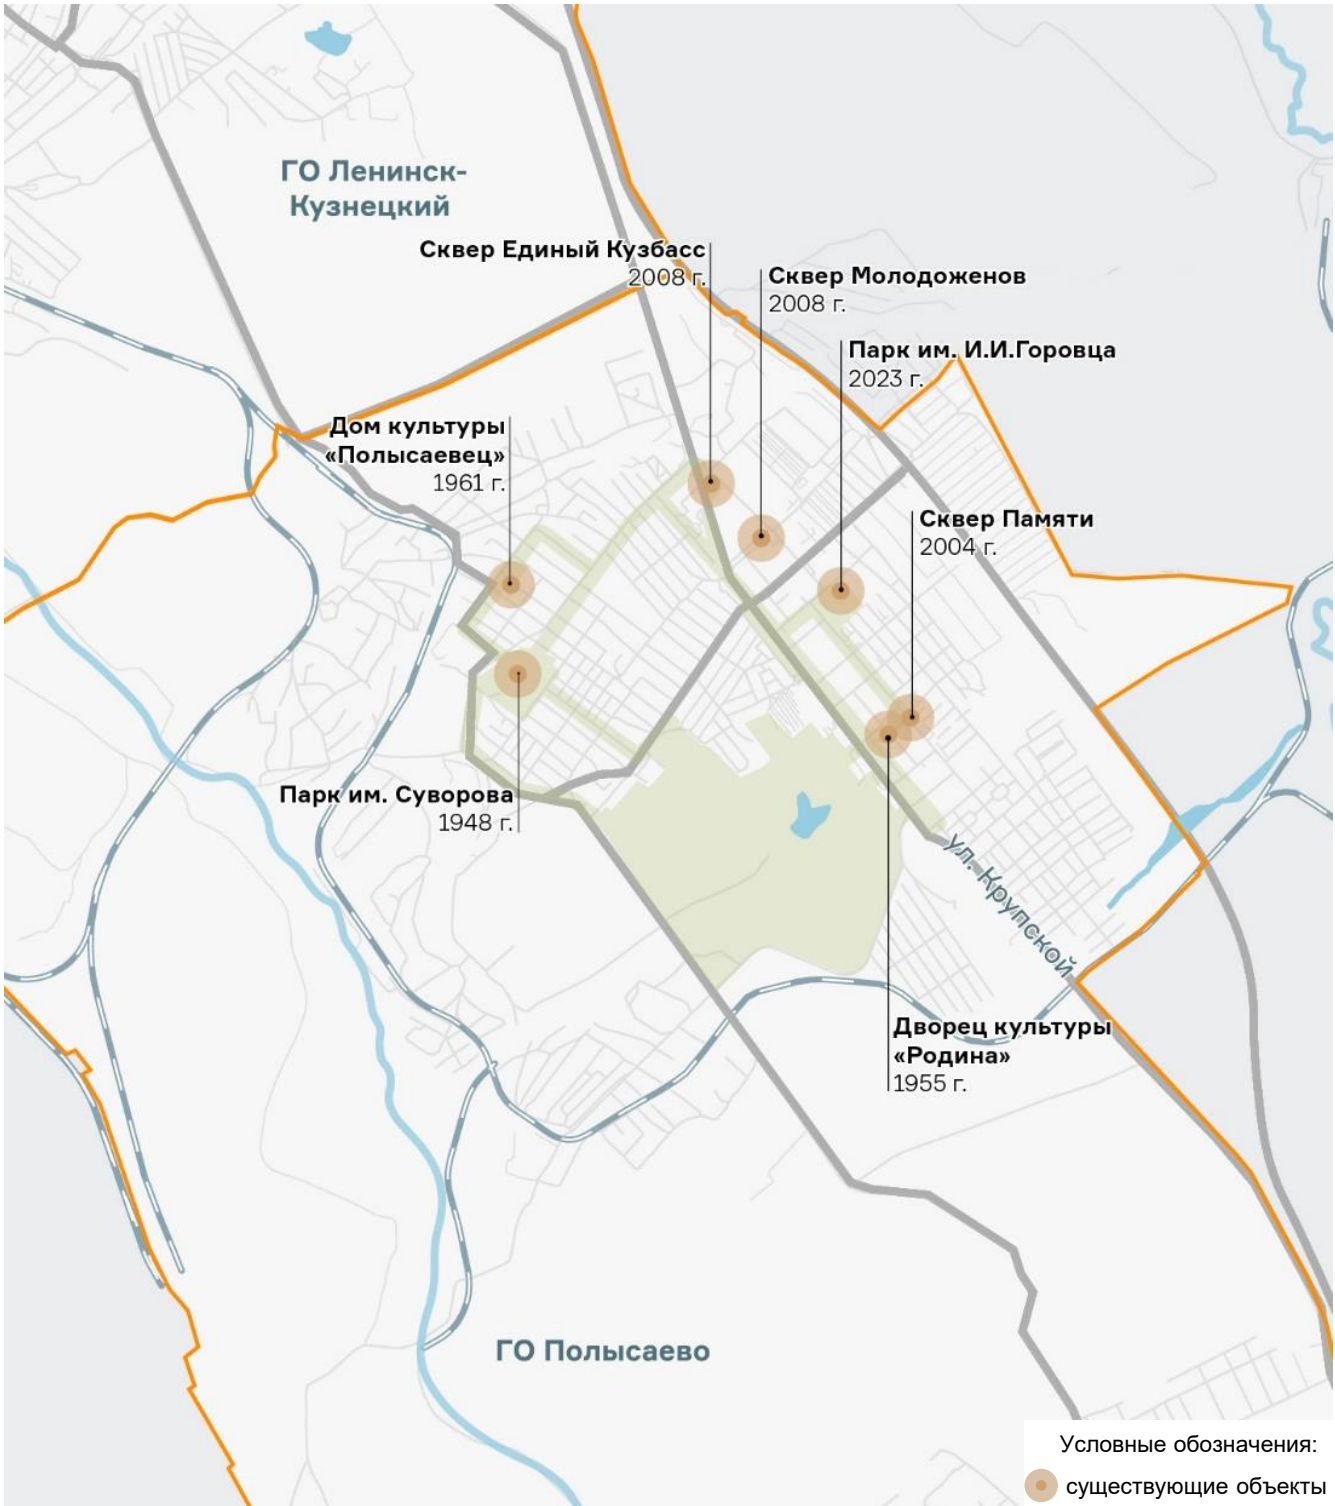 ГО Ленинск-
Кузнецкий
Сквер Единый Кузбасс
2008 г.
Сквер Молодоженов
2008 г.
Парк им. И.И.Горовца
2023 г.
Дом культуры
«Полысаевец»
1961 г.
Сквер Памяти
2004 г.
Парк им. Суворова
1948 г.
ул. Крупской
Дворец культуры
«Родина»
1955 г.
ГО Полысаево
Условные обозначения:
существующие объекты